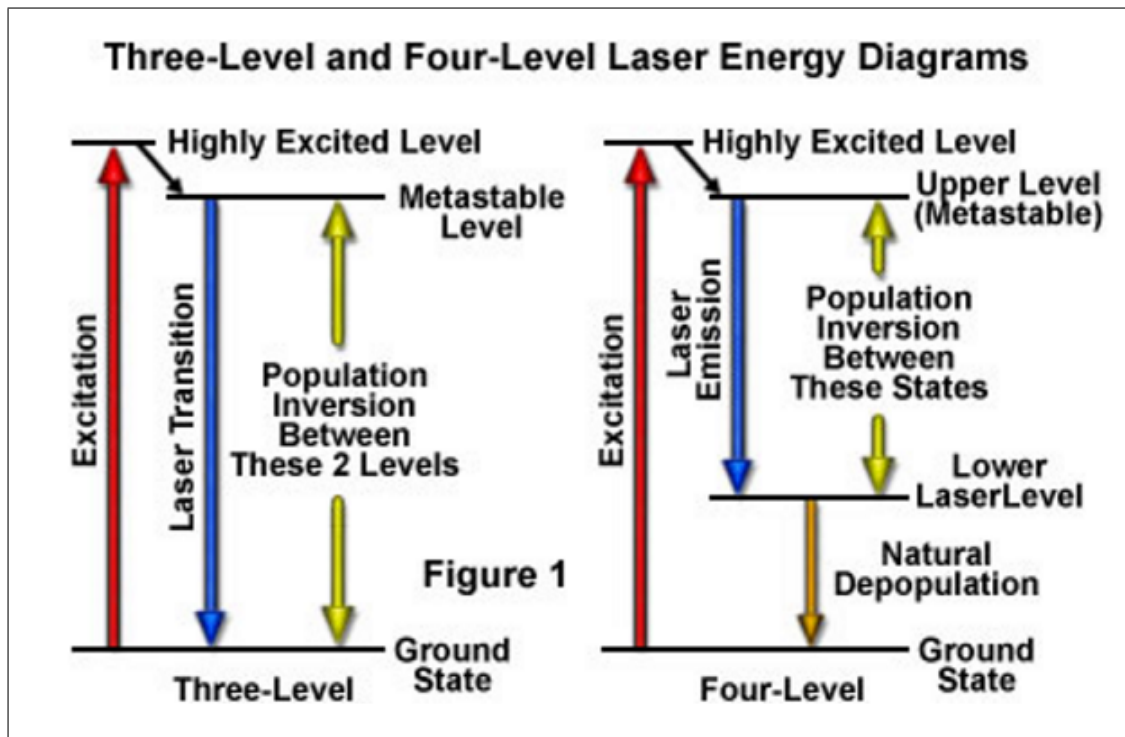 Three-Level and Four-Level Laser Energy Diagrams
Highly Excited Level
Metastable
Level
Excitation
Laser Transition
Population
Inversion
Between
These 2 Levels
Figure 1
Ground
State
Three-Level
Highly Excited Level
Upper Level
(Metastable)
Excitation
Laser
Emission
Population
Inversion
Between
These States
Lower
LaserLevel
Natural
Depopulation
Ground
State
Four-Level